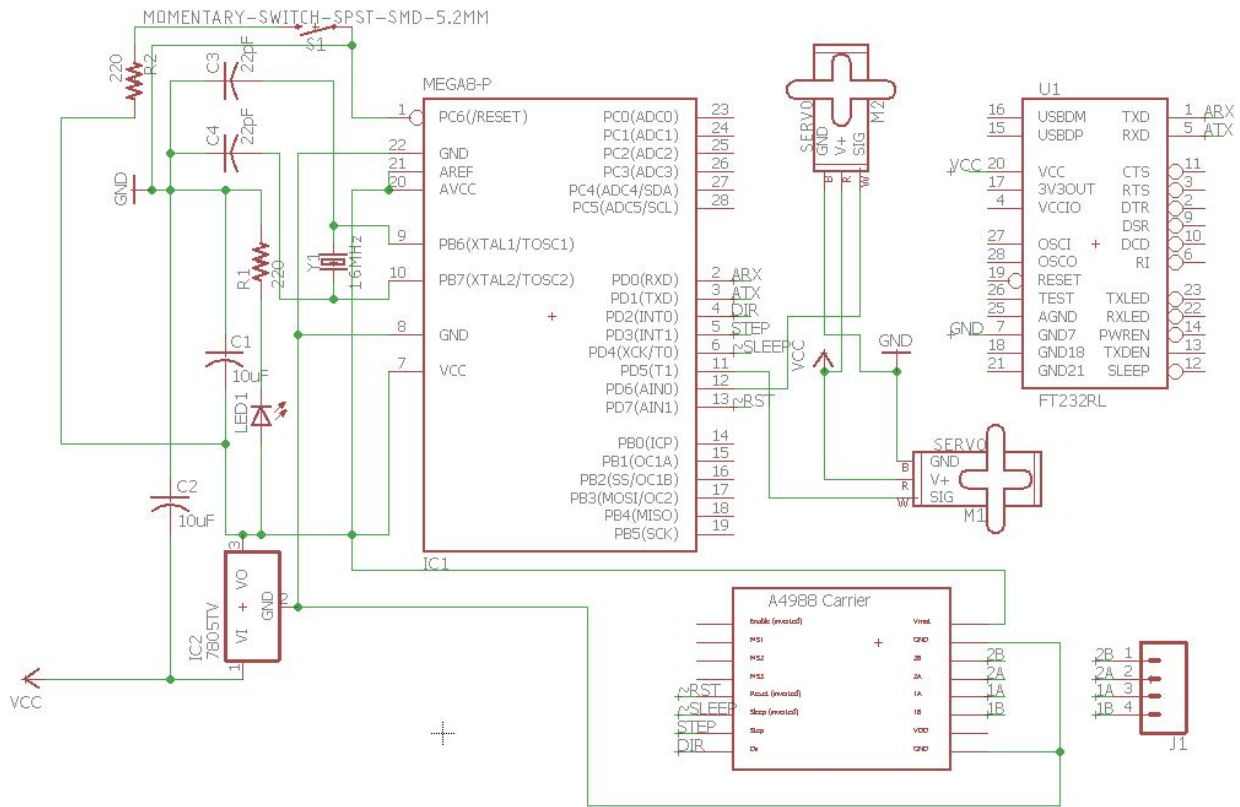 MOMENTARY-SWITCH-SPST-SMD-5.2MM
S1
220
R2
C3
22pF
C4
22pF
GND
R1
220
Y1
16MHz
C1
10uF
LED1
C2
10uF
3
VO
GND
2
VI
1
IC2
7805TV
VCC
MEGA8-P
1 PC6(/RESET)
22 GND
21 AREF
20 AVCC
9 PB6(XTAL1/TOSC1)
10 PB7(XTAL2/TOSC2)
8 GND
7 VCC
PC0(ADC0) 23
PC1(ADC1) 24
PC2(ADC2) 25
PC3(ADC3) 26
PC4(ADC4/SDA) 27
PC5(ADC5/SCL) 28
PD0(RXD) 2 ARX
PD1(TXD) 3 ATX
PD2(INT0) 4 DIR
PD3(INT1) 5 STEP
PD4(XCK/T0) 6 ~SLEEP
PD5(T1) 11
PD6(AIN0) 12
PD7(AIN1) 13 ~RST
PB0(ICP) 14
PB1(OC1A) 15
PB2(SS/OC1B) 16
PB3(MOSI/OC2) 17
PB4(MISO) 18
PB5(SCK) 19
IC1
SERVO
GND
V+
SIG
M2
B R W
VCC
GND
SERVO
B GND
R V+
W SIG
M1
U1
16 USBDM TXD 1 ARX
15 USBDP RXD 5 ATX
VCC 20 VCC CTS 11
17 3V3OUT RTS 3
4 VCCIO DTR 2
DSR 9
27 OSCI DCD 10
28 OSCO RI 6
19 RESET
26 TEST TXLED 23
25 AGND RXLED 22
GND 7 GND7 PWREN 14
18 GND18 TXDEN 13
21 GND21 SLEEP 12
FT232RL
A4988 Carrier
Enable (inverted) Vmot
MS1 GND
MS2 2B 2B
MS3 2A 2A
~RST Reset (inverted) 1A 1A
~SLEEP Sleep (inverted) 1B 1B
STEP Step VDD
DIR GND
2B 1
2A 2
1A 3
1B 4
J1